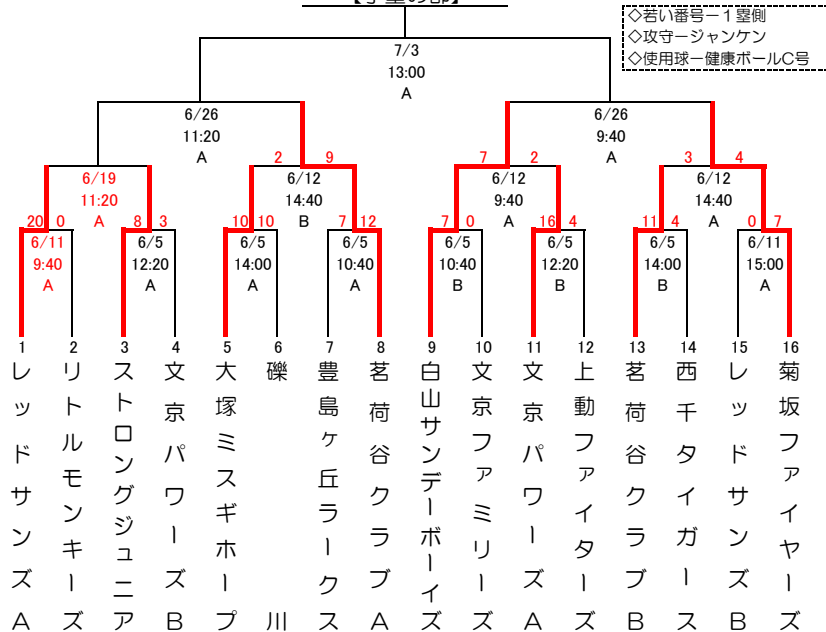 ◇若い番号－１塁側
◇攻守－ジャンケン
◇使用球－健康ボールC号
7/3
13:00
A
6/26
11:20
A
6/26
9:40
A
2 9
7 2
3 4
6/19
11:20
A
6/12
14:40
B
6/12
9:40
A
6/12
14:40
A
20 0
8 3
10 10
7 12
7 0
16 4
11 4
0 7
6/11
9:40
A
6/5
12:20
A
6/5
14:00
A
6/5
10:40
A
6/5
10:40
B
6/5
12:20
B
6/5
14:00
B
6/11
15:00
A
1 2 3 4 5 6 7 8 9 10 11 12 13 14 15 16
レッドサンズA
リトルモンキーズ
ストロングジュニア
文京パワーズB
大塚ミスギホープ
礫川
豊島ヶ丘ラークス
茗荷谷クラブA
白山サンデーボーイズ
文京ファミリーズ
文京パワーズA
上動ファイターズ
茗荷谷クラブB
西千タイガース
レッドサンズB
菊坂ファイヤーズ